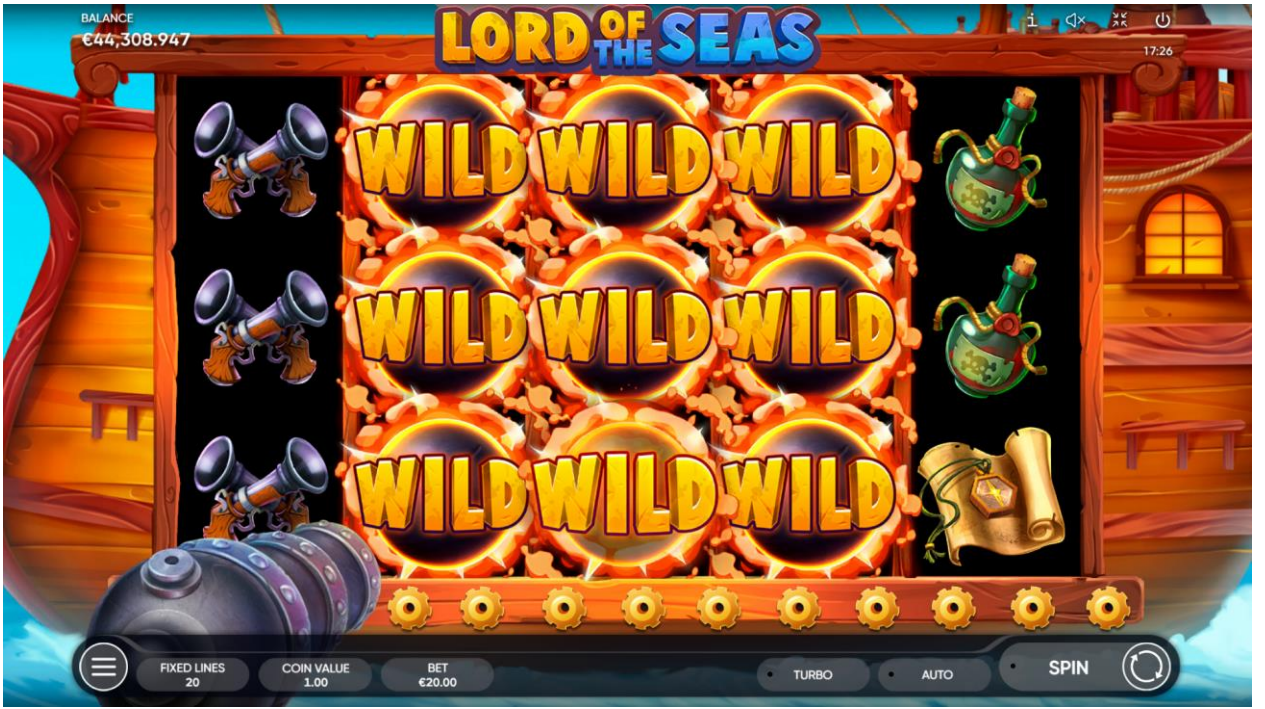 BALANCE
€44,308.947
LORD OF THE SEAS
17:26
WILD WILD WILD
WILD WILD WILD
WILD WILD WILD
FIXED LINES
20
COIN VALUE
1.00
BET
€20.00
TURBO
AUTO
SPIN